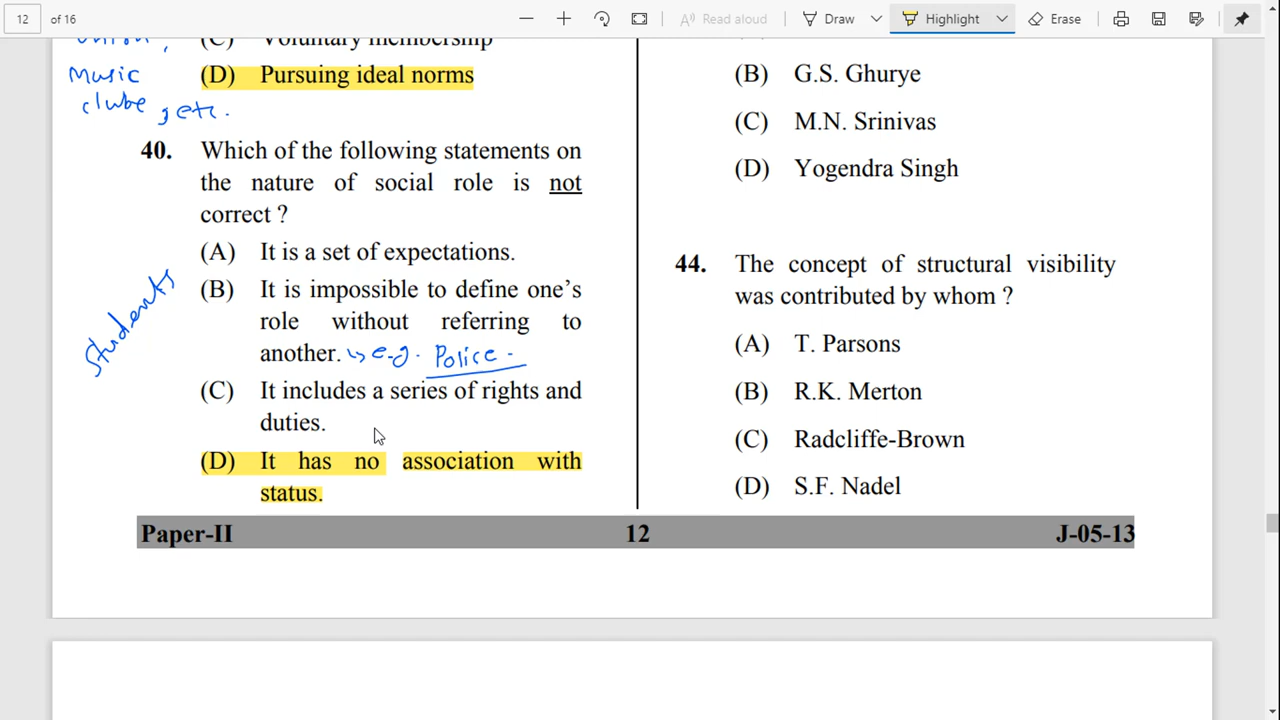 12 of 16
Read aloud
Draw
Highlight
Erase
(C) Voluntary membership
Music
(D) Pursuing ideal norms
clube, etc.
40. Which of the following statements on
the nature of social role is not
correct ?
(A) It is a set of expectations.
Students
(B) It is impossible to define one's
role without referring to
another. e.g. Police
(C) It includes a series of rights and
duties.
(D) It has no association with
status.
(B) G.S. Ghurye
(C) M.N. Srinivas
(D) Yogendra Singh
44. The concept of structural visibility
was contributed by whom ?
(A) T. Parsons
(B) R.K. Merton
(C) Radcliffe-Brown
(D) S.F. Nadel
Paper-II 12 J-05-13